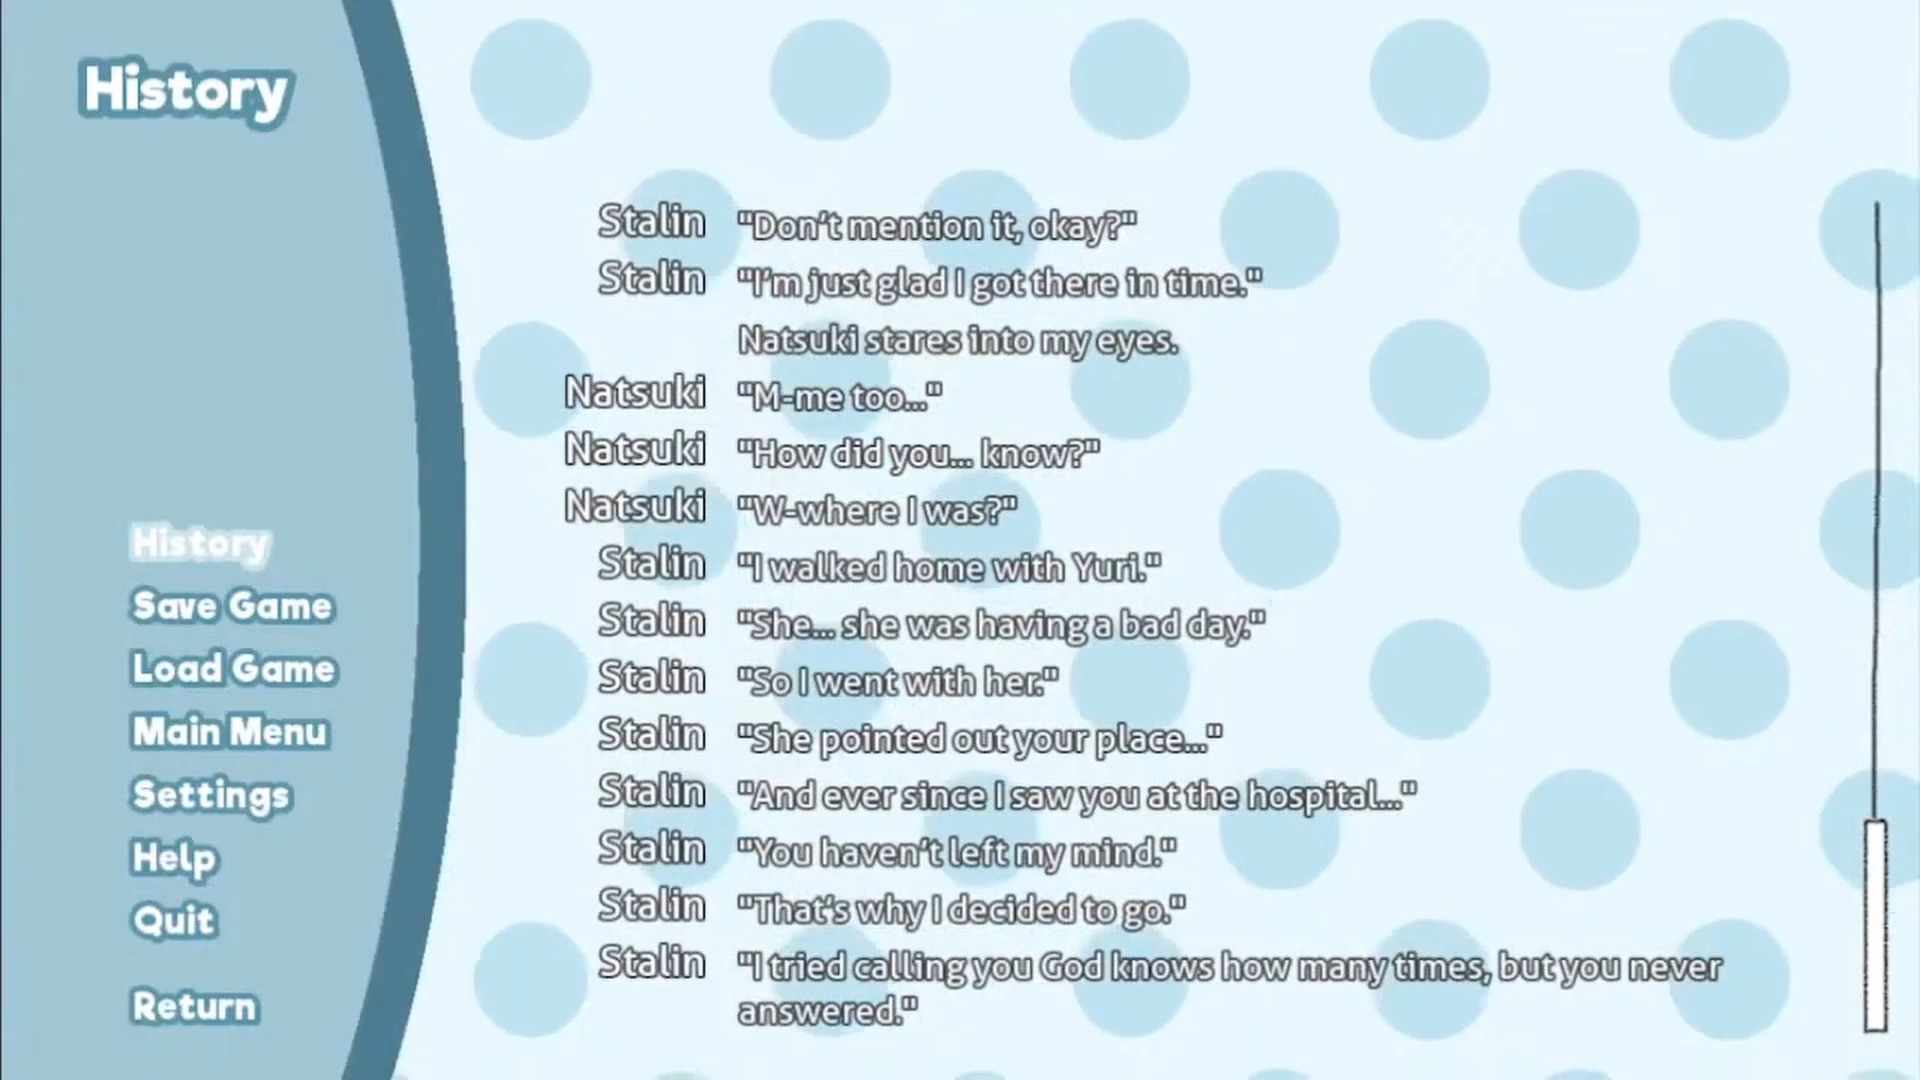 History
Stalin "Don't mention it, okay?"
Stalin "I'm just glad I got there in time."
Natsuki stares into my eyes.
Natsuki "M-me too..."
Natsuki "How did you... know?"
Natsuki "W-where I was?"
Stalin "I walked home with Yuri."
Stalin "She... she was having a bad day."
Stalin "So I went with her."
Stalin "She pointed out your place..."
Stalin "And ever since I saw you at the hospital..."
Stalin "You haven't left my mind."
Stalin "That's why I decided to go."
Stalin "I tried calling you God knows how many times, but you never
answered."
History
Save Game
Load Game
Main Menu
Settings
Help
Quit
Return